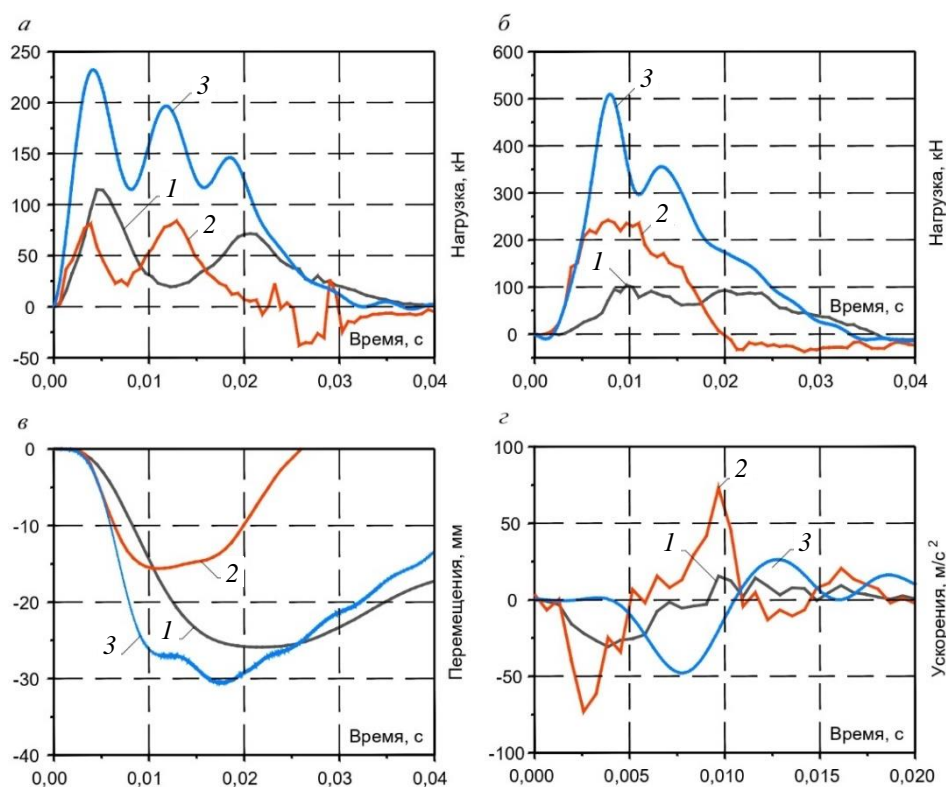 а
250
200
150
100
50
0
-50
0,00 0,01 0,02 0,03 0,04
Нагрузка, кН
Время, с
1
2
3
б
600
500
400
300
200
100
0
0,00 0,01 0,02 0,03 0,04
Нагрузка, кН
Время, с
1
2
3
в
0
-10
-20
-30
-40
0,00 0,01 0,02 0,03 0,04
Перемещения, мм
Время, с
1
2
3
г
100
50
0
-50
-100
0,000 0,005 0,010 0,015 0,020
Ускорения, м/с²
Время, с
1
2
3